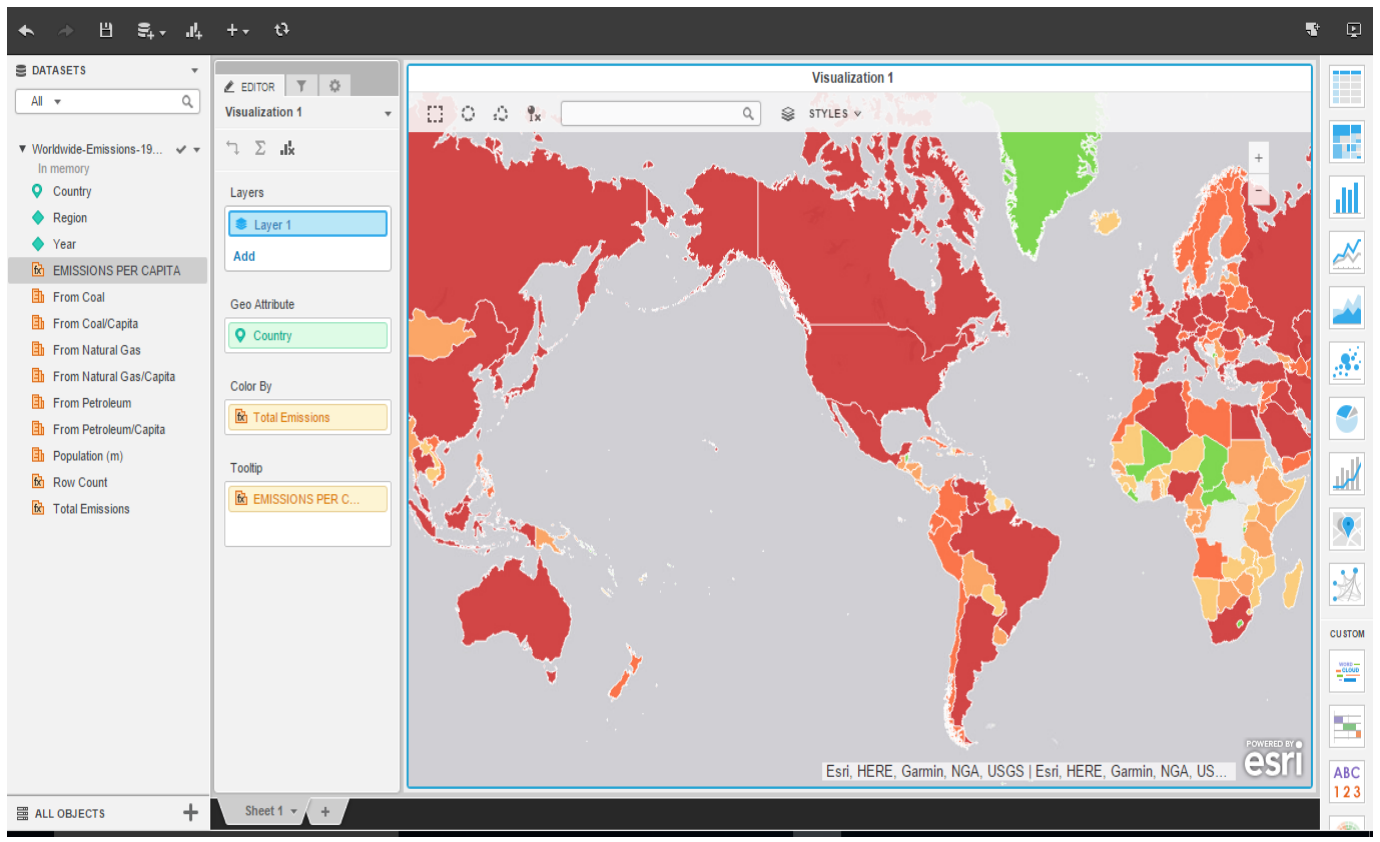 DATASETS
All
Worldwide-Emissions-19...
In memory
Country
Region
Year
EMISSIONS PER CAPITA
From Coal
From Coal/Capita
From Natural Gas
From Natural Gas/Capita
From Petroleum
From Petroleum/Capita
Population (m)
Row Count
Total Emissions
ALL OBJECTS
EDITOR
Visualization 1
Layers
Layer 1
Add
Geo Attribute
Country
Color By
Total Emissions
Tooltip
EMISSIONS PER C...
Visualization 1
STYLES
+
-
POWERED BY
esri
Esri, HERE, Garmin, NGA, USGS | Esri, HERE, Garmin, NGA, US...
Sheet 1
+
CUSTOM
WORD
CLOUD
ABC
123